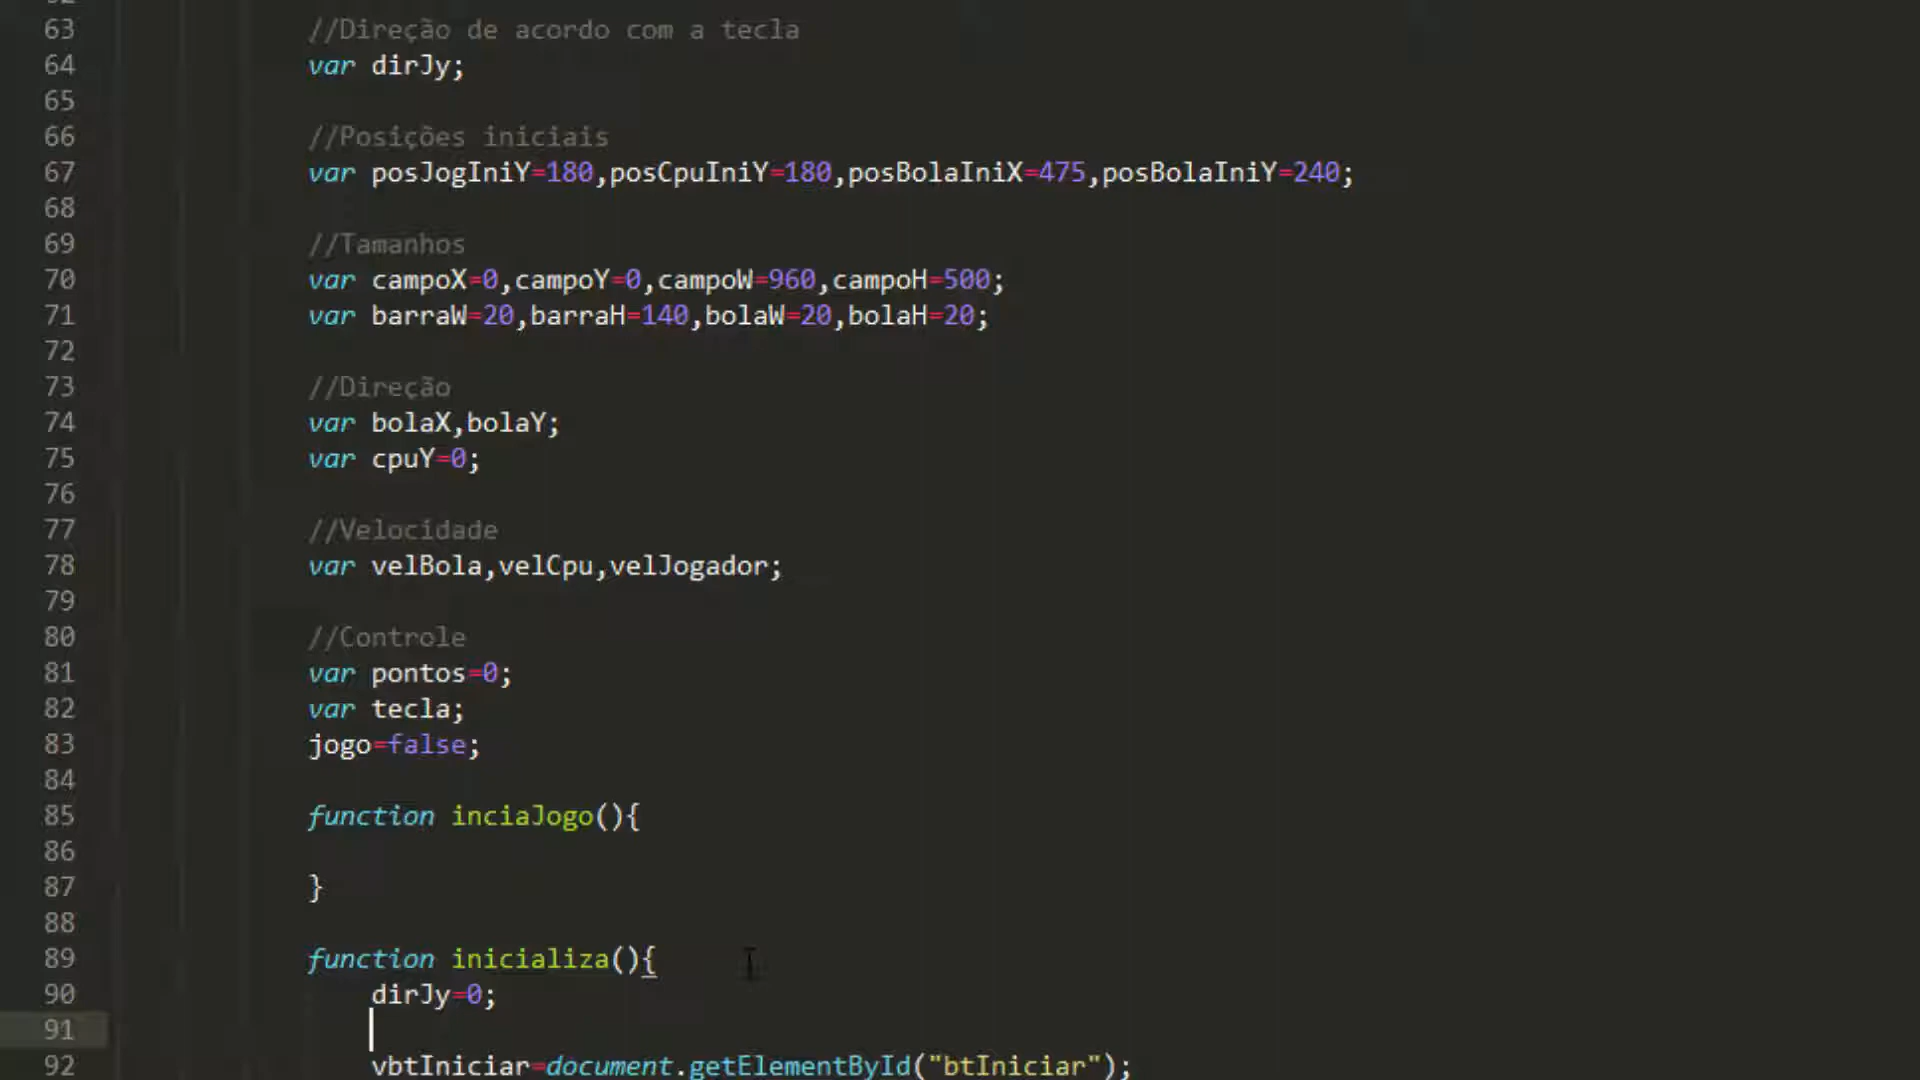 63 //Direção de acordo com a tecla
64 var dirJy;
65
66 //Posições iniciais
67 var posJogIniY=180,posCpuIniY=180,posBolaIniX=475,posBolaIniY=240;
68
69 //Tamanhos
70 var campoX=0,campoY=0,campoW=960,campoH=500;
71 var barraW=20,barraH=140,bolaW=20,bolaH=20;
72
73 //Direção
74 var bolaX,bolaY;
75 var cpuY=0;
76
77 //Velocidade
78 var velBola,velCpu,velJogador;
79
80 //Controle
81 var pontos=0;
82 var tecla;
83 jogo=false;
84
85 function inciaJogo(){
86
87 }
88
89 function inicializa(){
90 dirJy=0;
91
92 vbtIniciar=document.getElementById("btIniciar");